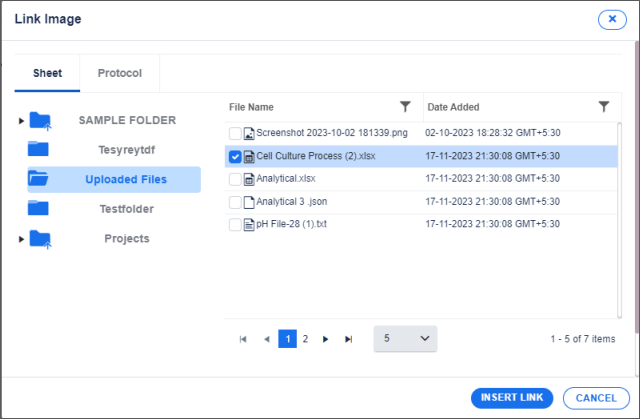 Link Image
Sheet Protocol
SAMPLE FOLDER
Tesyreytdf
Uploaded Files
Testfolder
Projects
File Name Date Added
Screenshot 2023-10-02 181339.png 02-10-2023 18:28:32 GMT+5:30
Cell Culture Process (2).xlsx 17-11-2023 21:30:08 GMT+5:30
Analytical.xlsx 17-11-2023 21:30:08 GMT+5:30
Analytical 3 .json 17-11-2023 21:30:08 GMT+5:30
pH File-28 (1).txt 17-11-2023 21:30:08 GMT+5:30
1 2 5 1 - 5 of 7 items
INSERT LINK CANCEL